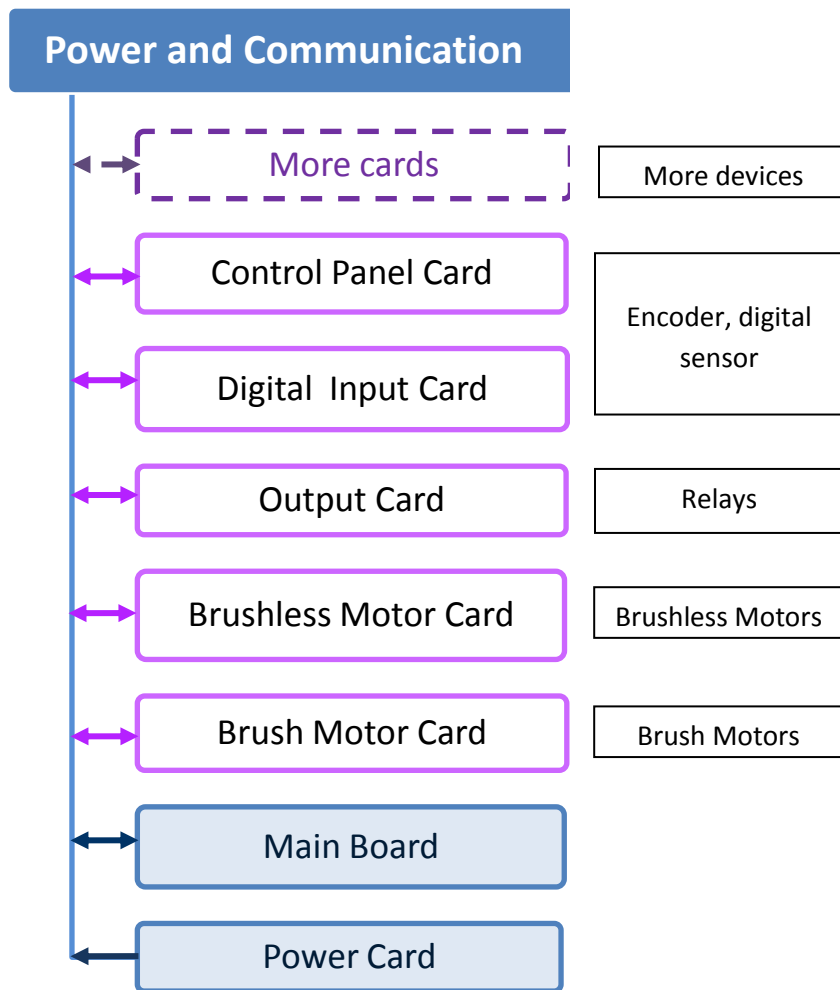 Power and Communication
More cards
More devices
Control Panel Card
Encoder, digital
sensor
Digital  Input Card
Output Card
Relays
Brushless Motor Card
Brushless Motors
Brush Motor Card
Brush Motors
Main Board
Power Card